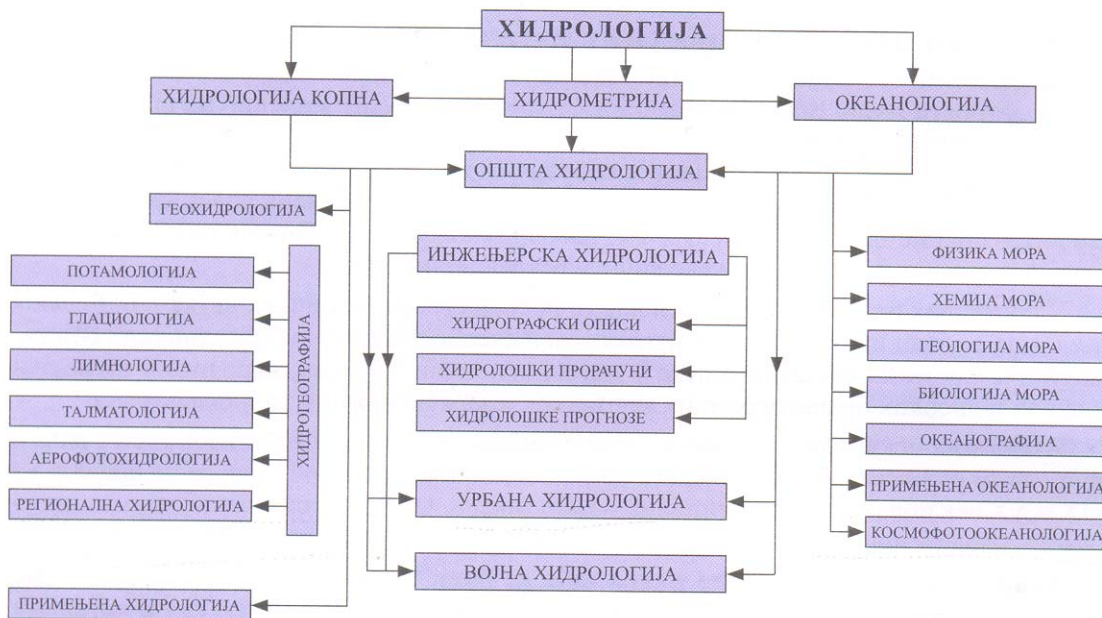 ХИДРОЛОГИЈА
ХИДРОЛОГИЈА КОПНА
ХИДРОМЕТРИЈА
ОКЕАНОЛОГИЈА
ОПШТА ХИДРОЛОГИЈА
ГЕОХИДРОЛОГИЈА
ХИДРОГЕОГРАФИЈА
ПОТАМОЛОГИЈА
ГЛАЦИОЛОГИЈА
ЛИМНОЛОГИЈА
ТАЛМАТОЛОГИЈА
АЕРОФОТОХИДРОЛОГИЈА
РЕГИОНАЛНА ХИДРОЛОГИЈА
ПРИМЕЊЕНА ХИДРОЛОГИЈА
ИНЖЕЊЕРСКА ХИДРОЛОГИЈА
ХИДРОГРАФСКИ ОПИСИ
ХИДРОЛОШКИ ПРОРАЧУНИ
ХИДРОЛОШКЕ ПРОГНОЗЕ
УРБАНА ХИДРОЛОГИЈА
ВОЈНА ХИДРОЛОГИЈА
ФИЗИКА МОРА
ХЕМИЈА МОРА
ГЕОЛОГИЈА МОРА
БИОЛОГИЈА МОРА
ОКЕАНОГРАФИЈА
ПРИМЕЊЕНА ОКЕАНОЛОГИЈА
КОСМОФОТООКЕАНОЛОГИЈА